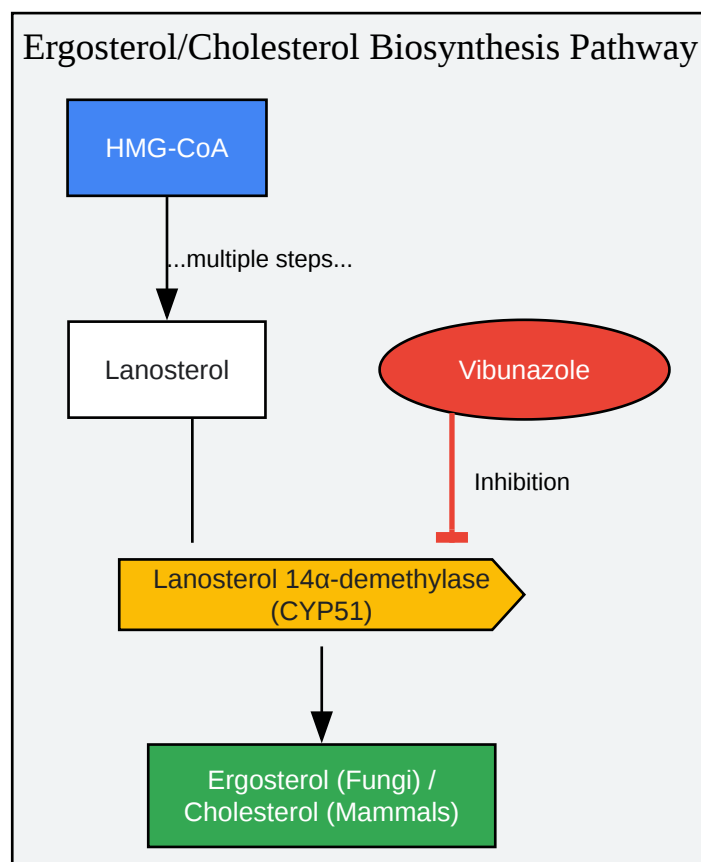 Ergosterol/Cholesterol Biosynthesis Pathway
HMG-CoA
...multiple steps...
Lanosterol
Vibunazole
Inhibition
Lanosterol 14α-demethylase
(CYP51)
Ergosterol (Fungi) /
Cholesterol (Mammals)